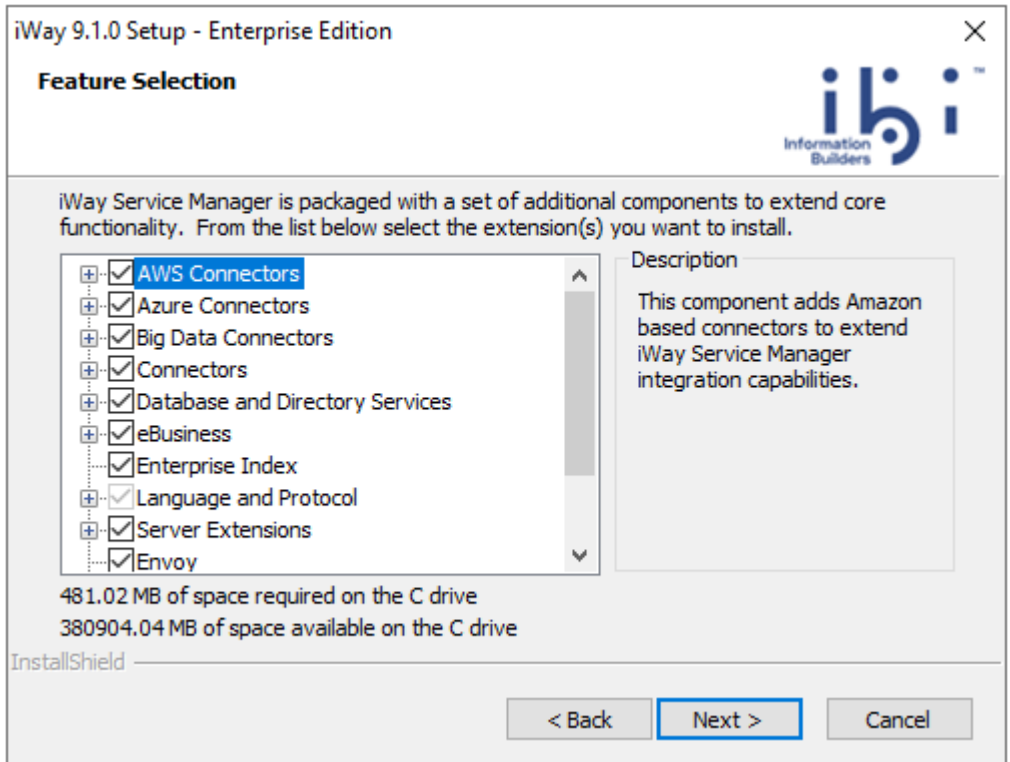 iWay 9.1.0 Setup - Enterprise Edition
Feature Selection
ibi
™
Information
Builders
iWay Service Manager is packaged with a set of additional components to extend core
functionality. From the list below select the extension(s) you want to install.
AWS Connectors
Azure Connectors
Big Data Connectors
Connectors
Database and Directory Services
eBusiness
Enterprise Index
Language and Protocol
Server Extensions
Envoy
Description
This component adds Amazon
based connectors to extend
iWay Service Manager
integration capabilities.
481.02 MB of space required on the C drive
380904.04 MB of space available on the C drive
InstallShield
< Back
Next >
Cancel